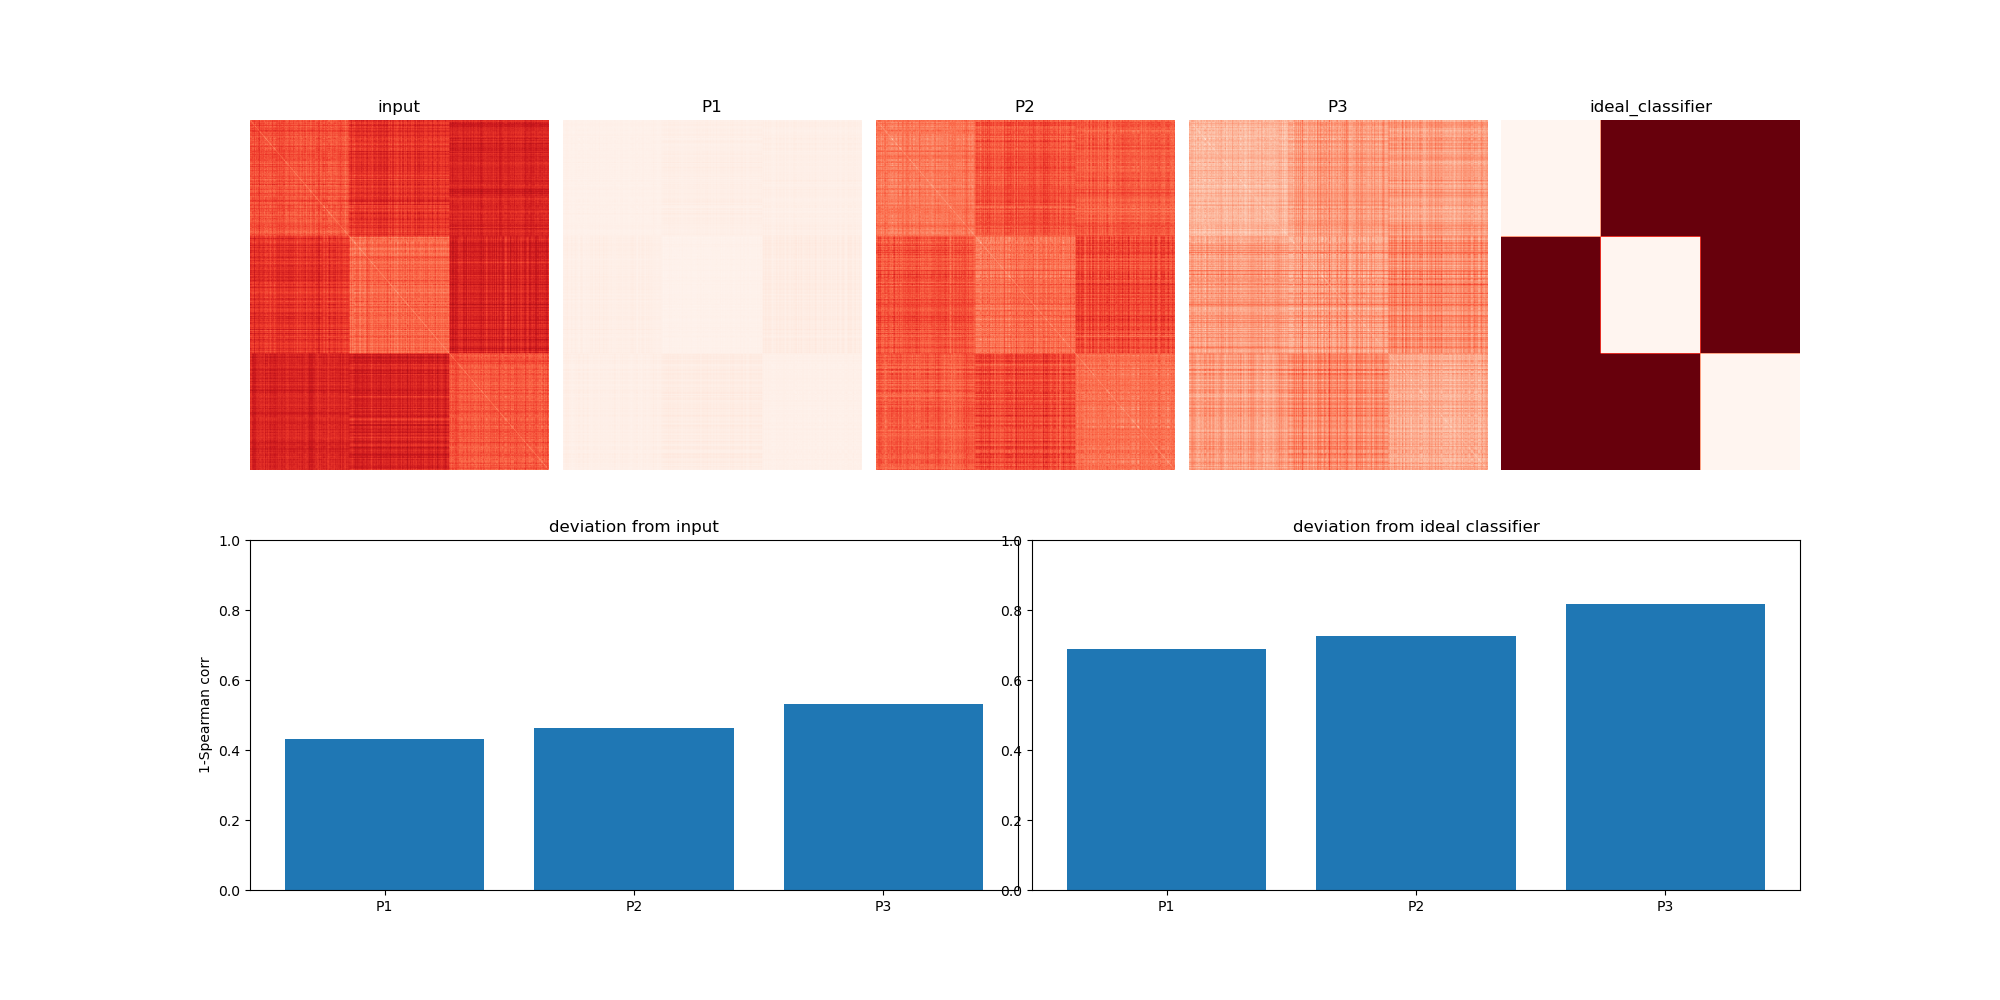 input
P1
P2
P3
ideal_classifier
deviation from input
1-Spearman corr
1.0
0.8
0.6
0.4
0.2
0.0
P1
P2
P3
deviation from ideal classifier
1.0
0.8
0.6
0.4
0.2
0.0
P1
P2
P3